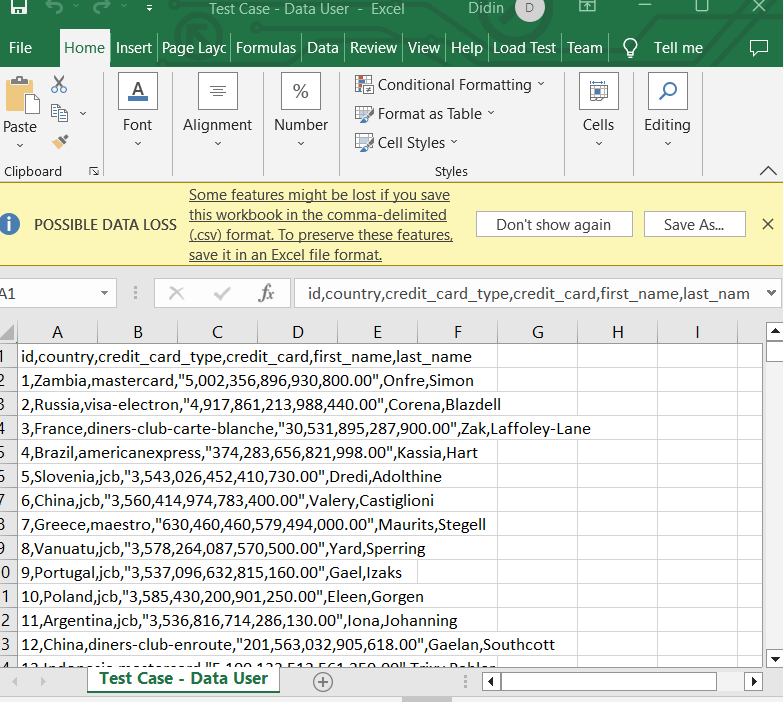 Test Case - Data User - Excel
Didin
D
File Home Insert Page Layc Formulas Data Review View Help Load Test Team Tell me
Paste
Font
Alignment
Number
Conditional Formatting
Format as Table
Cell Styles
Cells
Editing
Clipboard
Styles
POSSIBLE DATA LOSS
Some features might be lost if you save
this workbook in the comma-delimited
(.csv) format. To preserve these features,
save it in an Excel file format.
Don't show again
Save As...
A1
fx
id,country,credit_card_type,credit_card,first_name,last_nam
A B C D E F G H I
1 id,country,credit_card_type,credit_card,first_name,last_name
2 1,Zambia,mastercard,"5,002,356,896,930,800.00",Onfre,Simon
3 2,Russia,visa-electron,"4,917,861,213,988,440.00",Corena,Blazdell
4 3,France,diners-club-carte-blanche,"30,531,895,287,900.00",Zak,Laffoley-Lane
5 4,Brazil,americanexpress,"374,283,656,821,998.00",Kassia,Hart
5 5,Slovenia,jcb,"3,543,026,452,410,730.00",Dredi,Adolthine
7 6,China,jcb,"3,560,414,974,783,400.00",Valery,Castiglioni
8 7,Greece,maestro,"630,460,460,579,494,000.00",Maurits,Stegell
9 8,Vanuatu,jcb,"3,578,264,087,570,500.00",Yard,Sperring
0 9,Portugal,jcb,"3,537,096,632,815,160.00",Gael,Izaks
1 10,Poland,jcb,"3,585,430,200,901,250.00",Eleen,Gorgen
2 11,Argentina,jcb,"3,536,816,714,286,130.00",Iona,Johanning
3 12,China,diners-club-enroute,"201,563,032,905,618.00",Gaelan,Southcott
Test Case - Data User